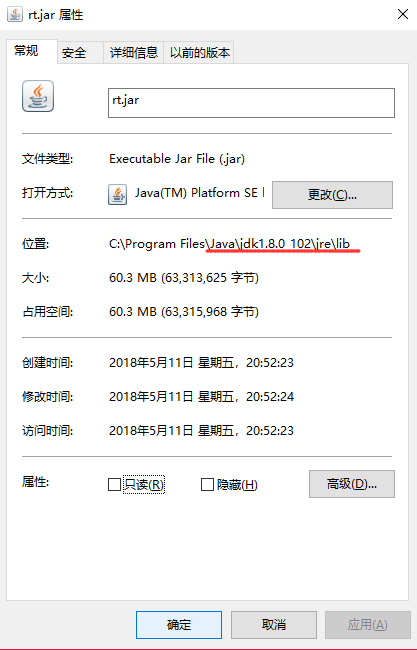 rt.jar 属性
常规 安全 详细信息 以前的版本
rt.jar
文件类型: Executable Jar File (.jar)
打开方式: Java(TM) Platform SE 更改(C)...
位置: C:\Program Files\Java\jdk1.8.0_102\jre\lib
大小: 60.3 MB (63,313,625 字节)
占用空间: 60.3 MB (63,315,968 字节)
创建时间: 2018年5月11日 星期五，20:52:23
修改时间: 2018年5月11日 星期五，20:52:24
访问时间: 2018年5月11日 星期五，20:52:23
属性: 只读(R) 隐藏(H) 高级(D)...
确定 取消 应用(A)